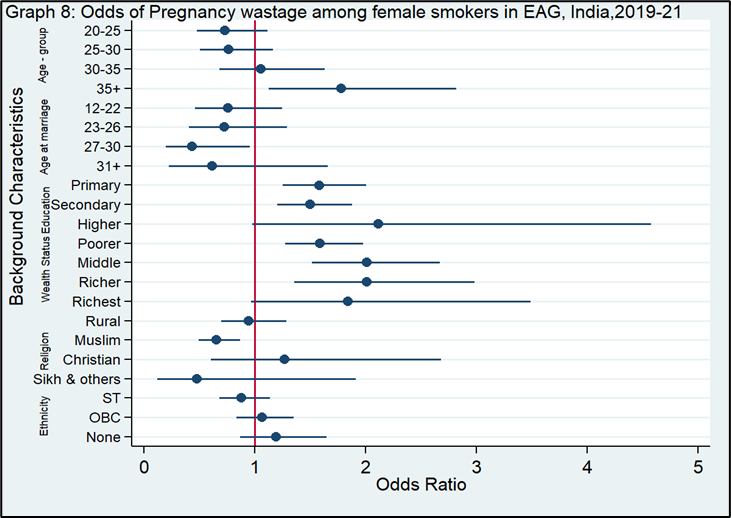 Graph 8: Odds of Pregnancy wastage among female smokers in EAG, India,2019-21
Background Characteristics
Age - group
20-25
25-30
30-35
35+
Age at marriage
12-22
23-26
27-30
31+
Education
Primary
Secondary
Higher
Wealth Status
Poorer
Middle
Richer
Richest
Rural
Religion
Muslim
Christian
Sikh & others
Ethnicity
ST
OBC
None
0 1 2 3 4 5
Odds Ratio